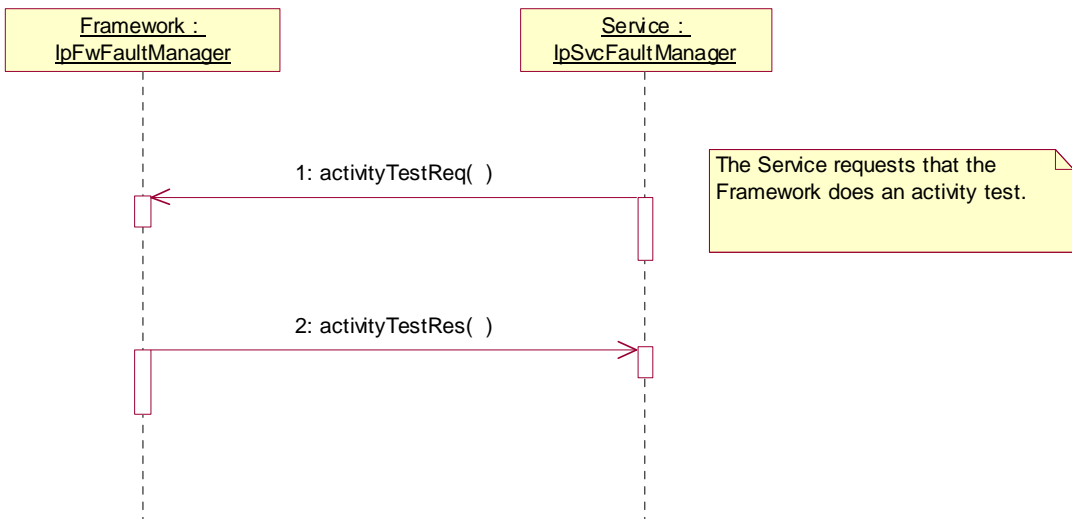 Framework :
IpFwFaultManager
Service :
IpSvcFaultManager
1: activityTestReq( )
The Service requests that the
Framework does an activity test.
2: activityTestRes( )